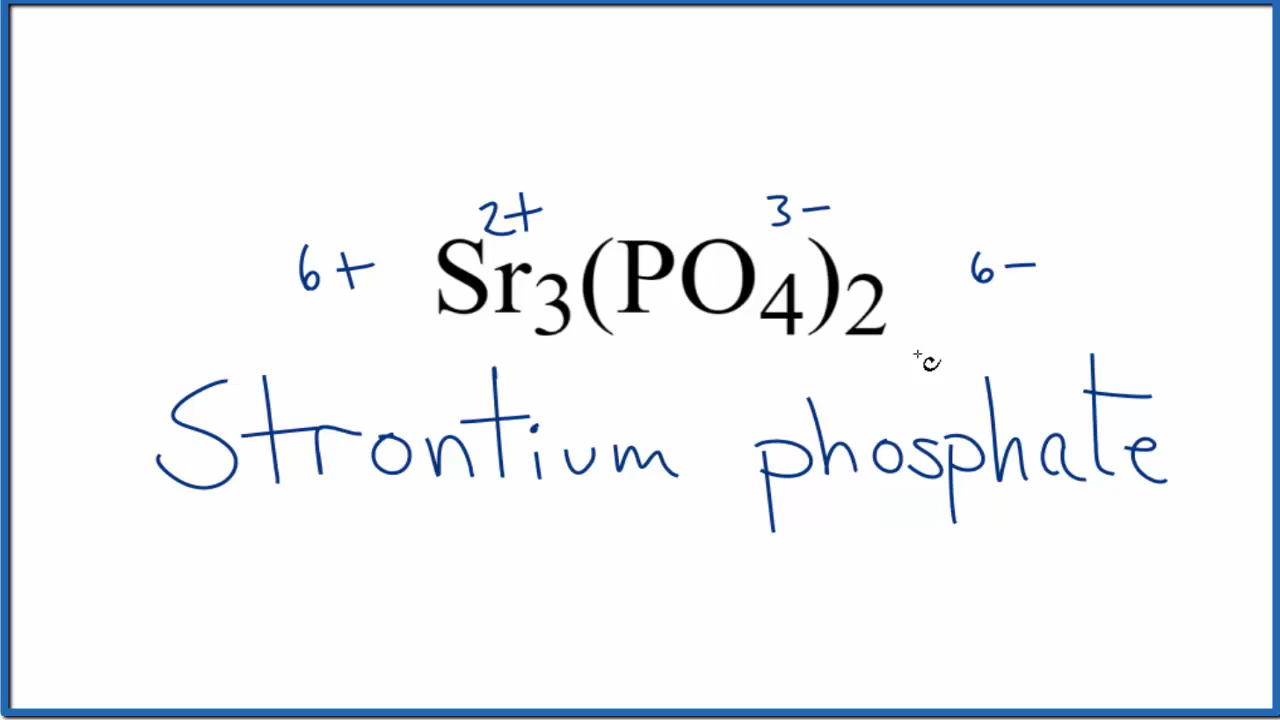 2+ 3-
6+ Sr₃(PO₄)₂ 6-
Strontium phosphate